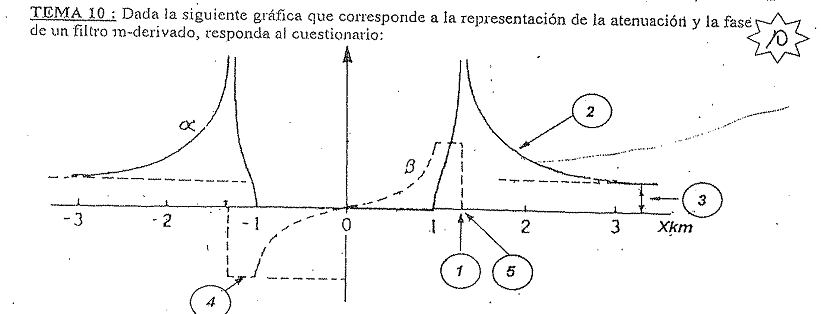 TEMA 10 : Dada la siguiente gráfica que corresponde a la representación de la atenuación y la fase
de un filtro m-derivado, responda al cuestionario:
10
α
2
β
3
-3 -2 -1 0 1 2 3 Xkm
1 5
4